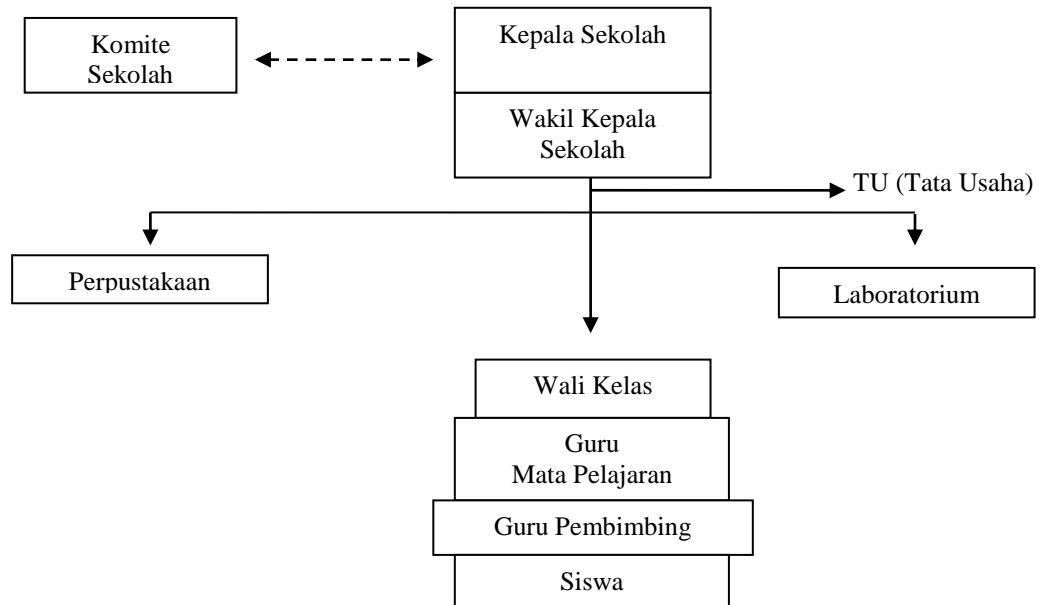 Komite
Sekolah
Kepala Sekolah
Wakil Kepala
Sekolah
TU (Tata Usaha)
Perpustakaan
Laboratorium
Wali Kelas
Guru
Mata Pelajaran
Guru Pembimbing
Siswa